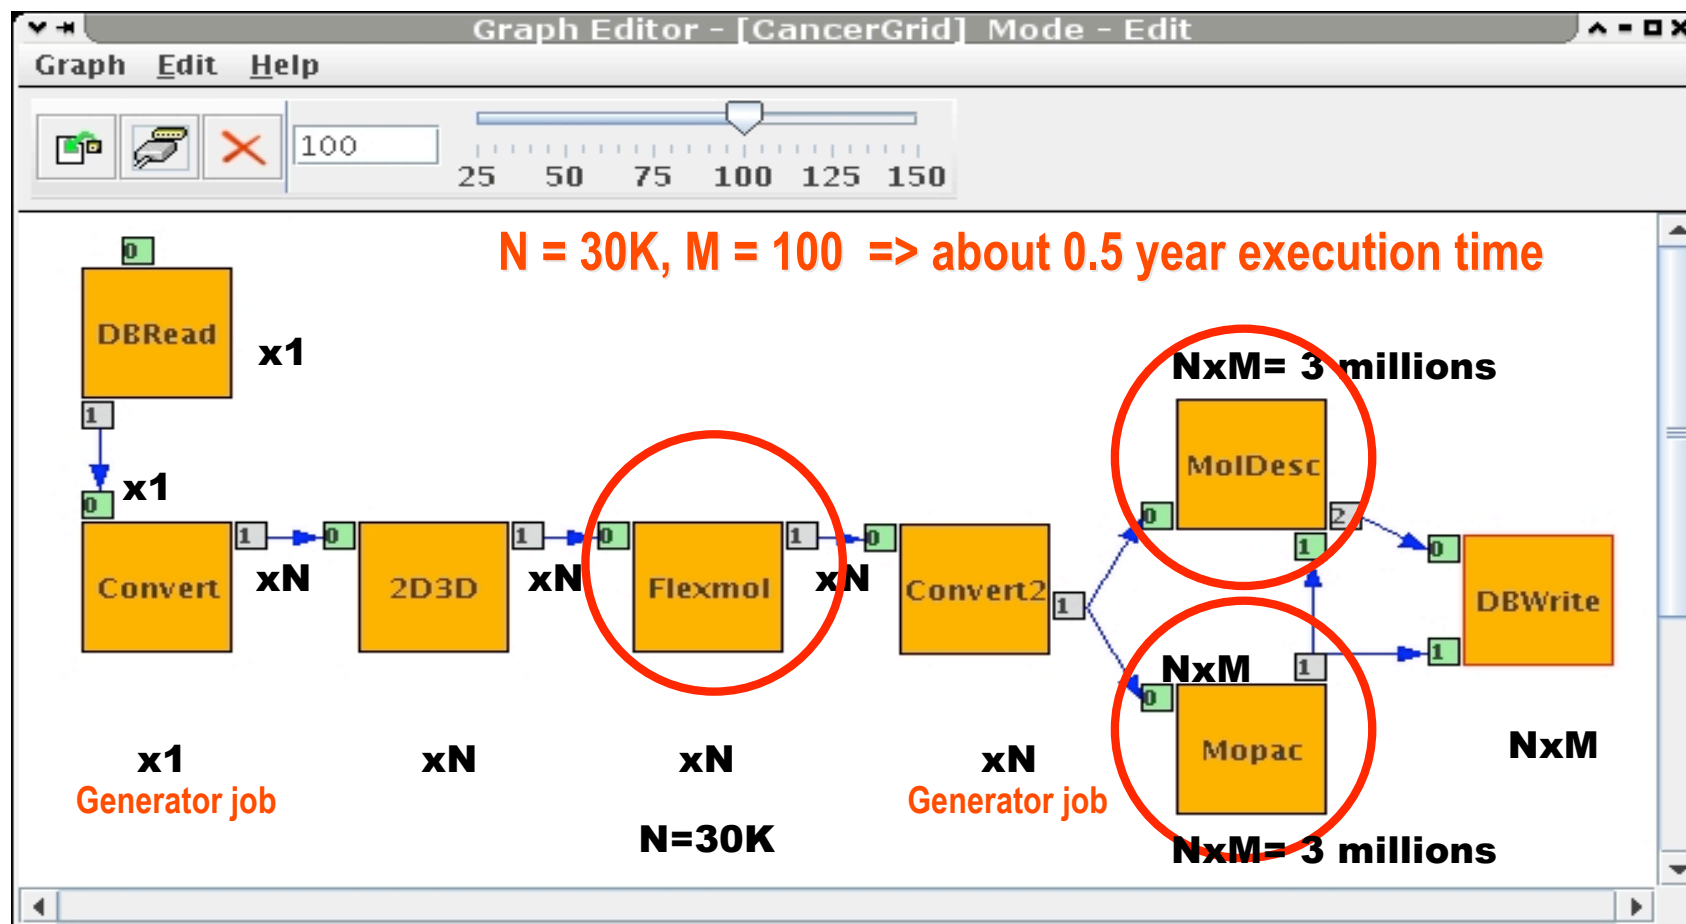 Graph Editor - [CancerGrid] Mode - Edit
Graph Edit Help
100
25 50 75 100 125 150
N = 30K, M = 100 => about 0.5 year execution time
0
DBRead
x1
1
NxM= 3 millions
MolDesc
0
2
1
x1
0
Convert
1
xN
0
2D3D
1
xN
0
Flexmol
1
xN
0
Convert2
1
0
DBWrite
1
NxM
1
0
Mopac
x1
Generator job
xN
xN
N=30K
xN
Generator job
NxM
NxM= 3 millions